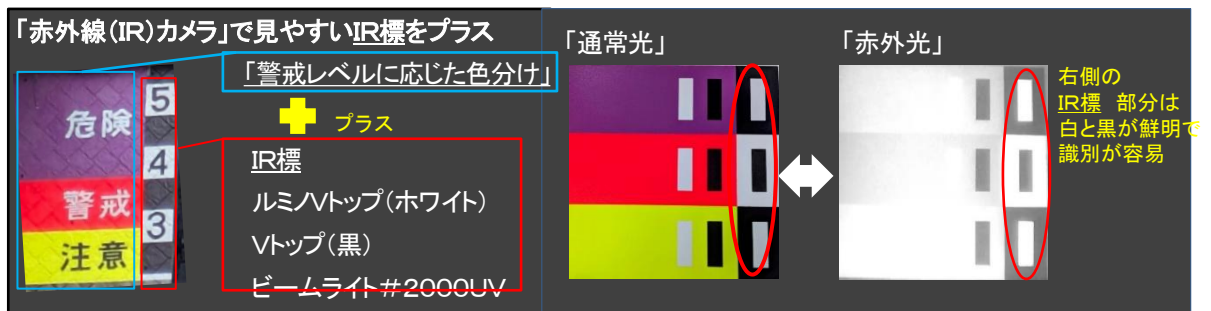 「赤外線(IR)カメラ」で見やすいIR標をプラス
「警戒レベルに応じた色分け」
プラス
IR標
ルミノVトップ(ホワイト)
Vトップ(黒)
ビームライト#2000UV
危険
警戒
注意
5
4
3
「通常光」
「赤外光」
右側の
IR標 部分は
白と黒が鮮明で
識別が容易